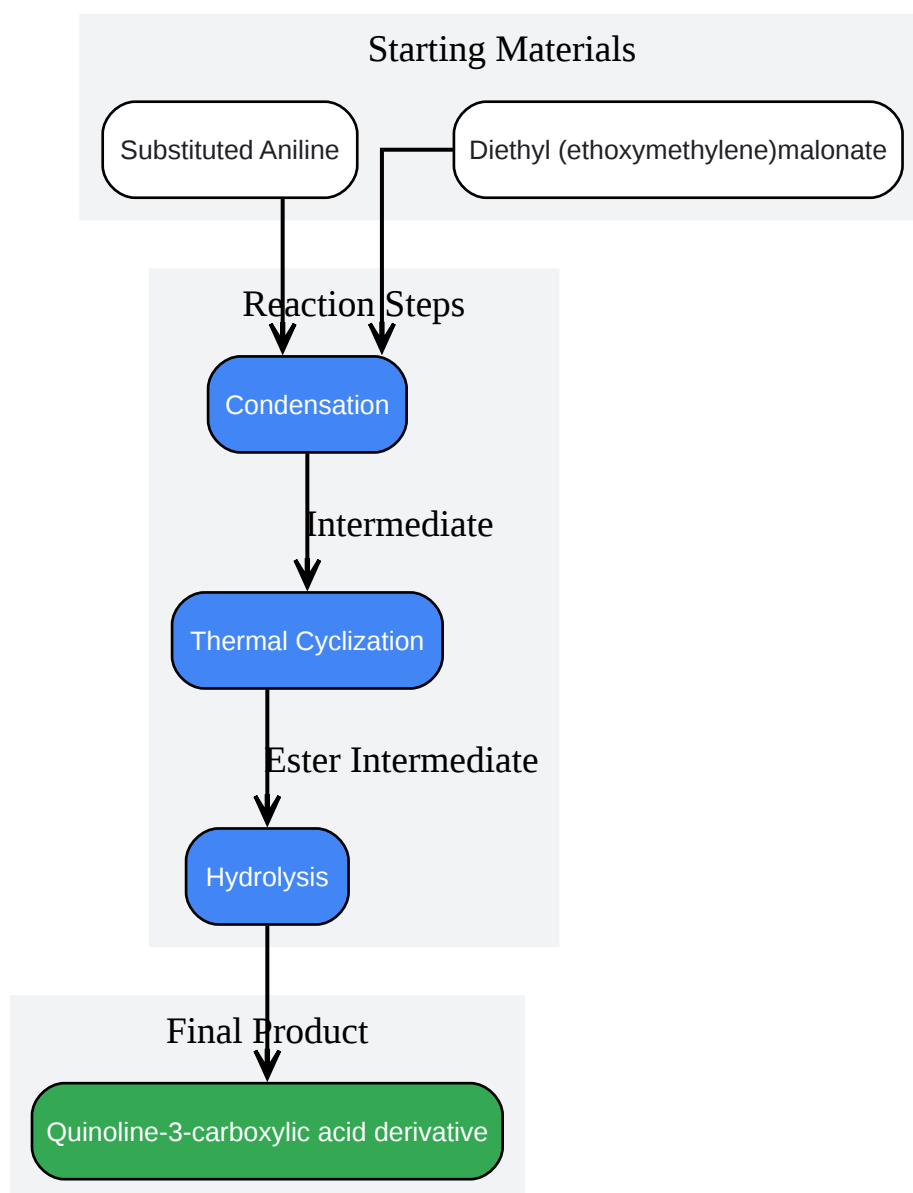 Starting Materials
Substituted Aniline
Diethyl (ethoxymethylene)malonate
Reaction Steps
Condensation
Intermediate
Thermal Cyclization
Ester Intermediate
Hydrolysis
Final Product
Quinoline-3-carboxylic acid derivative